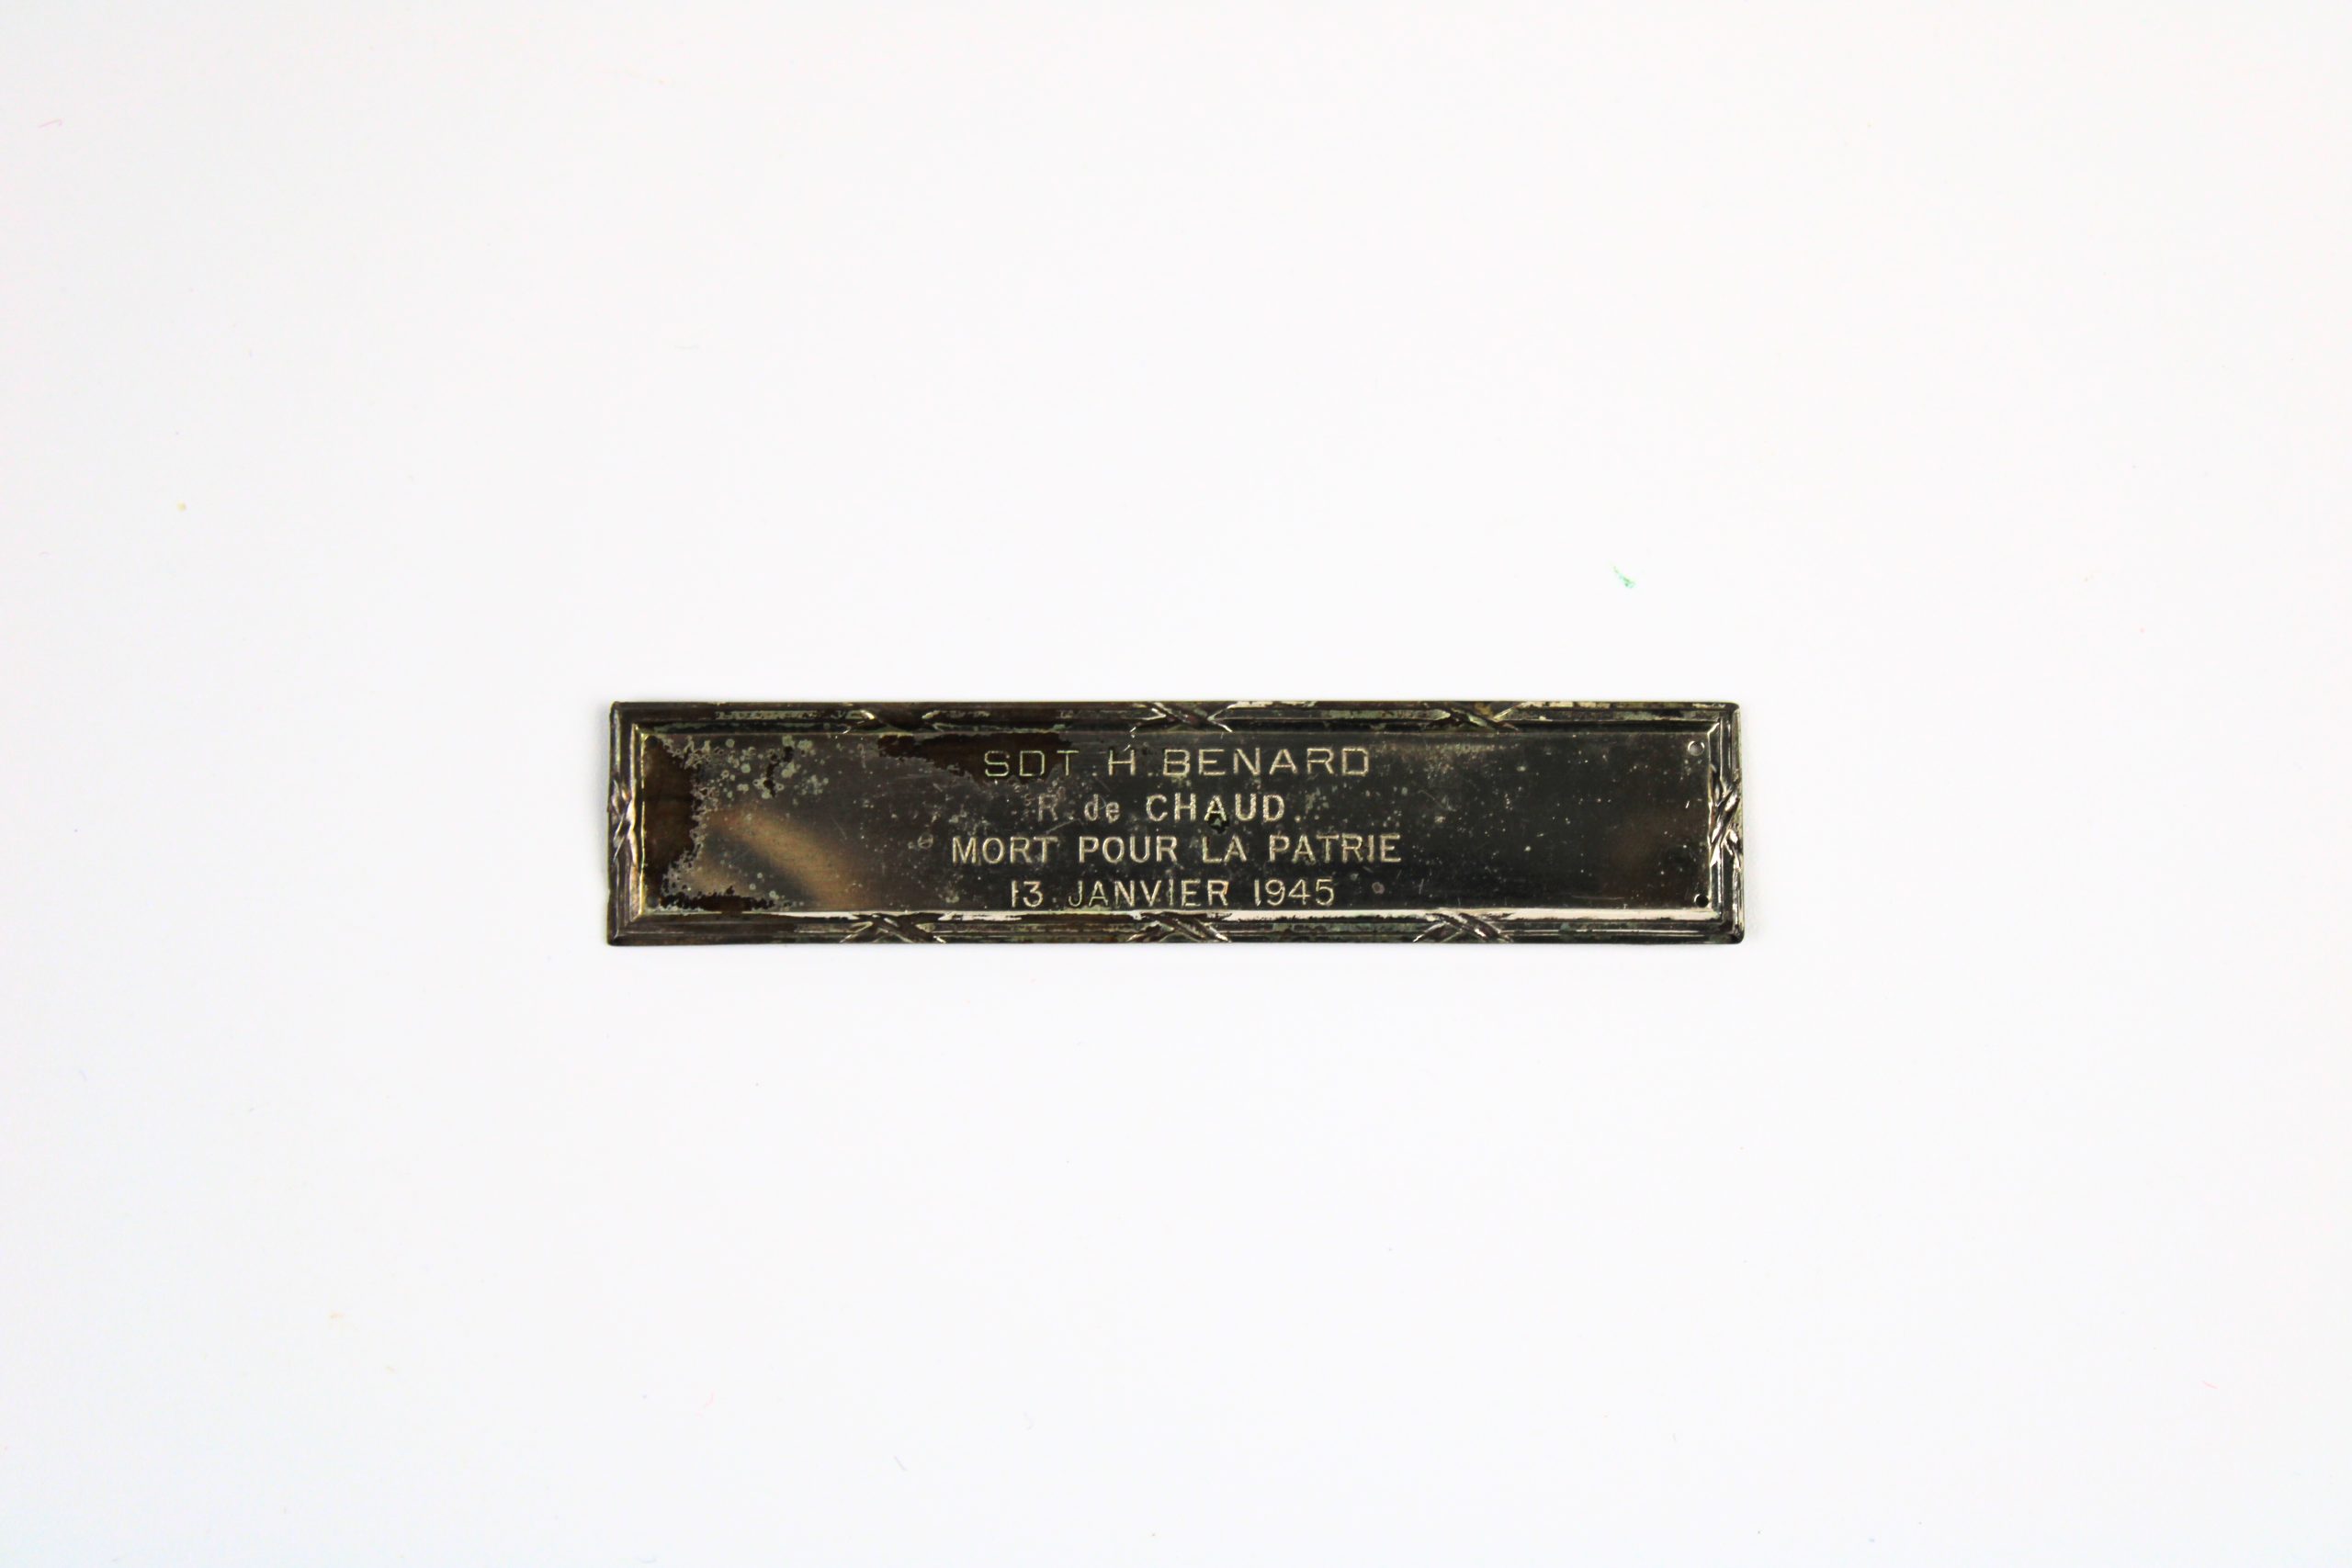 SDT H. BENARD
R. de CHAUD.
MORT POUR LA PATRIE
13 JANVIER 1945